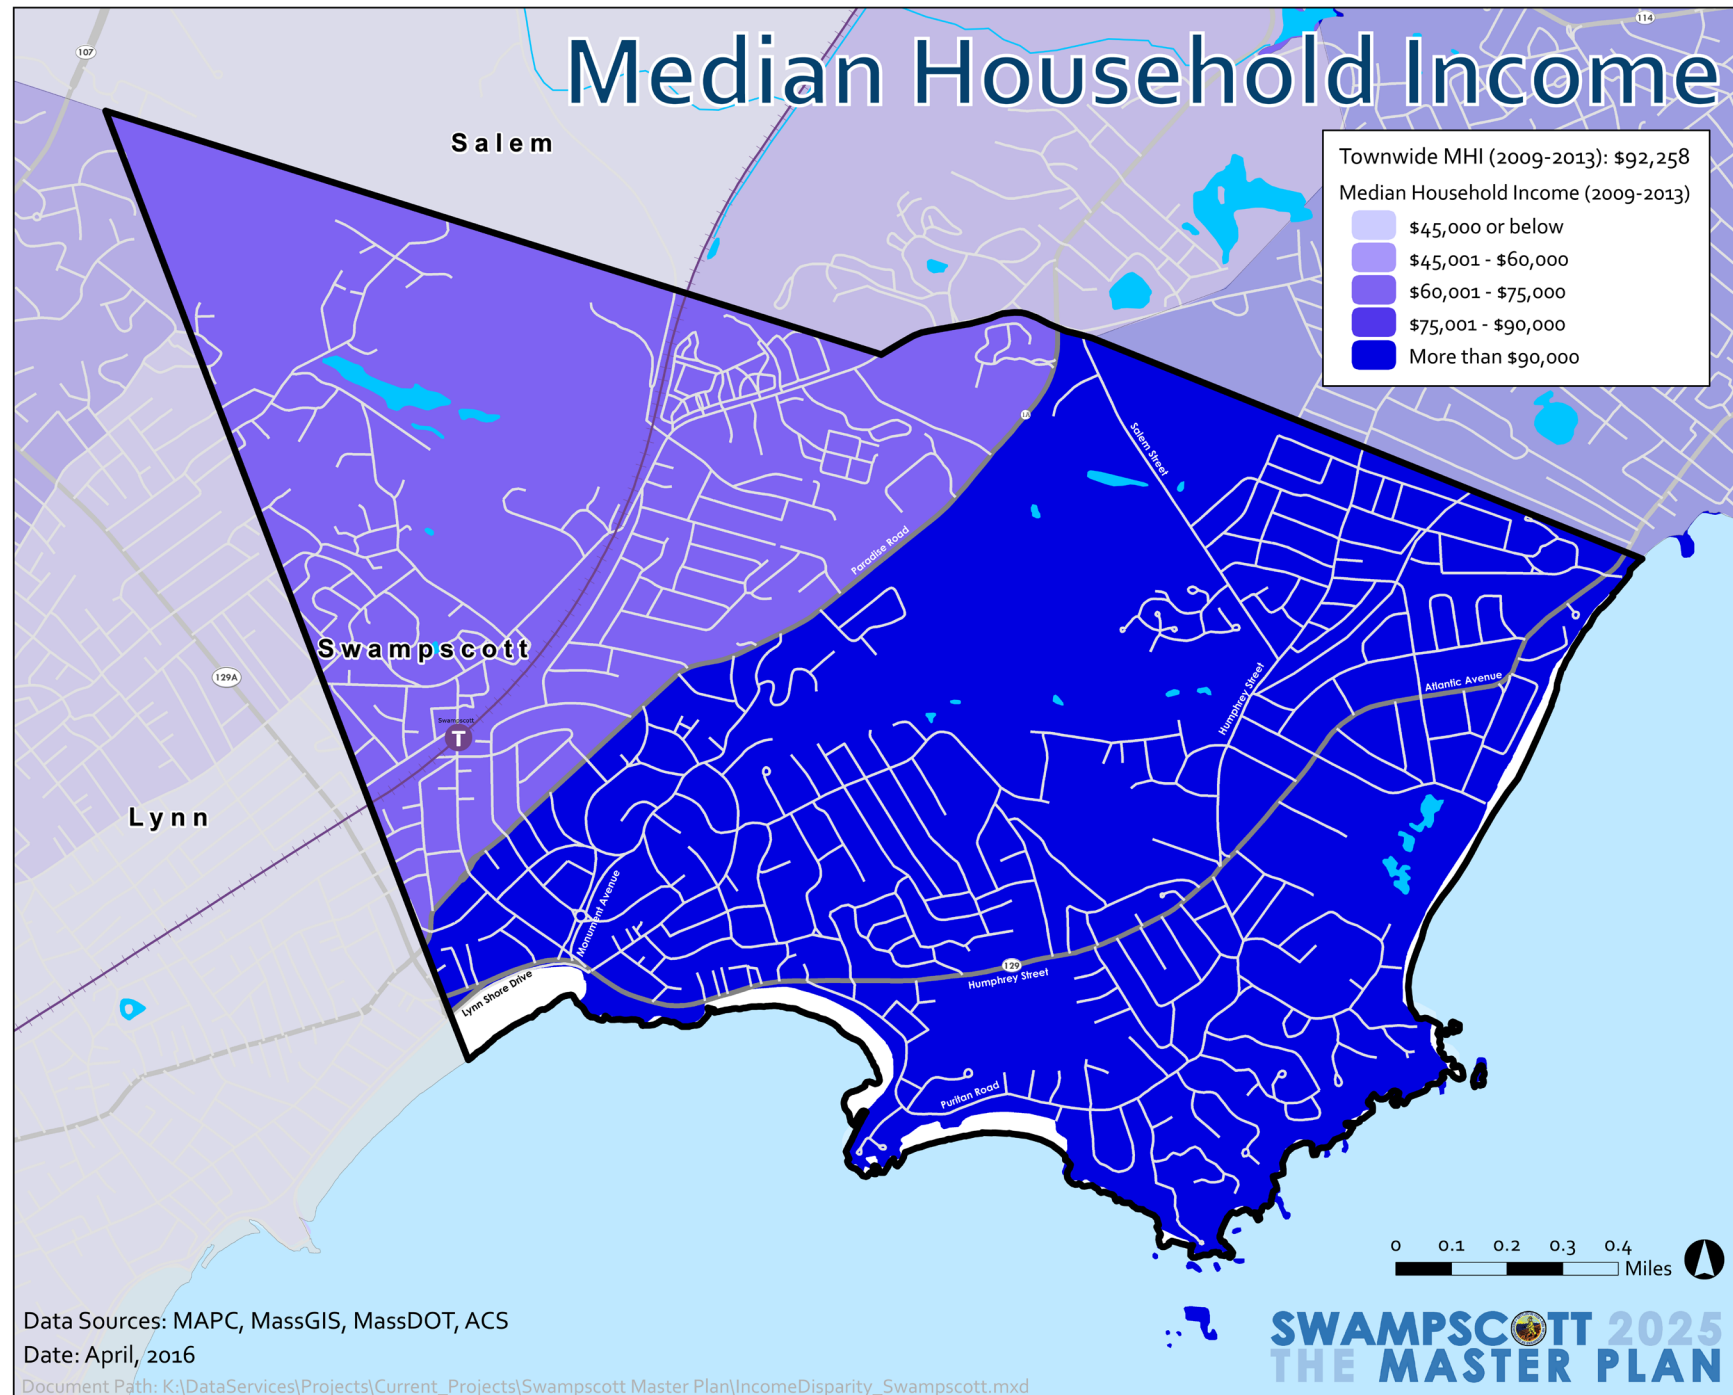 Median Household Income
107
114
Salem
Townwide MHI (2009-2013): $92,258
Median Household Income (2009-2013)
$45,000 or below
$45,001 - $60,000
$60,001 - $75,000
$75,001 - $90,000
More than $90,000
1A
Salem Street
Paradise Road
Swampscott
129A
Humphrey Street
Atlantic Avenue
Swampscott
T
Lynn
Monument Avenue
129
Humphrey Street
Lynn Shore Drive
Puritan Road
0 0.1 0.2 0.3 0.4
Miles
Data Sources: MAPC, MassGIS, MassDOT, ACS
Date: April, 2016
Document Path: K:\DataServices\Projects\Current_Projects\Swampscott Master Plan\IncomeDisparity_Swampscott.mxd
SWAMPSCOTT 2025
THE MASTER PLAN